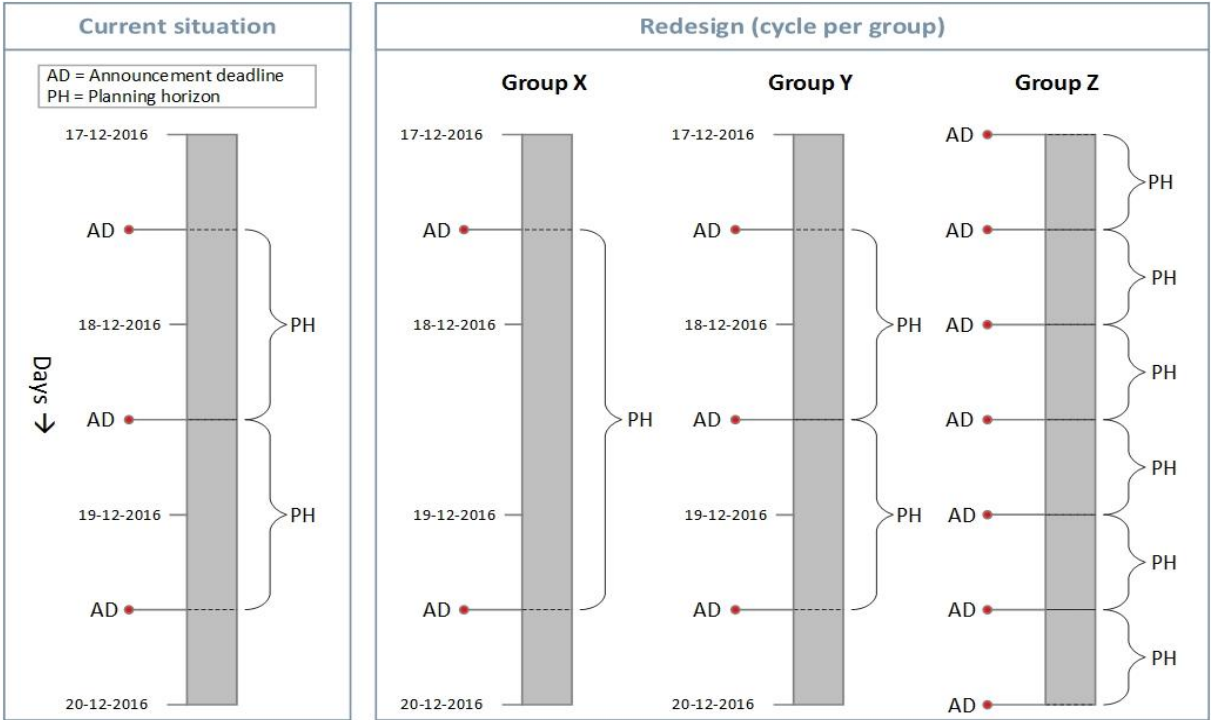 Current situation
AD = Announcement deadline
PH = Planning horizon
17-12-2016
AD
PH
18-12-2016
Days →
AD
PH
19-12-2016
AD
20-12-2016
Redesign (cycle per group)
Group X
17-12-2016
AD
18-12-2016
PH
19-12-2016
AD
20-12-2016
Group Y
17-12-2016
AD
PH
18-12-2016
AD
PH
19-12-2016
AD
20-12-2016
Group Z
AD
PH
AD
PH
AD
PH
AD
PH
AD
PH
AD
PH
AD